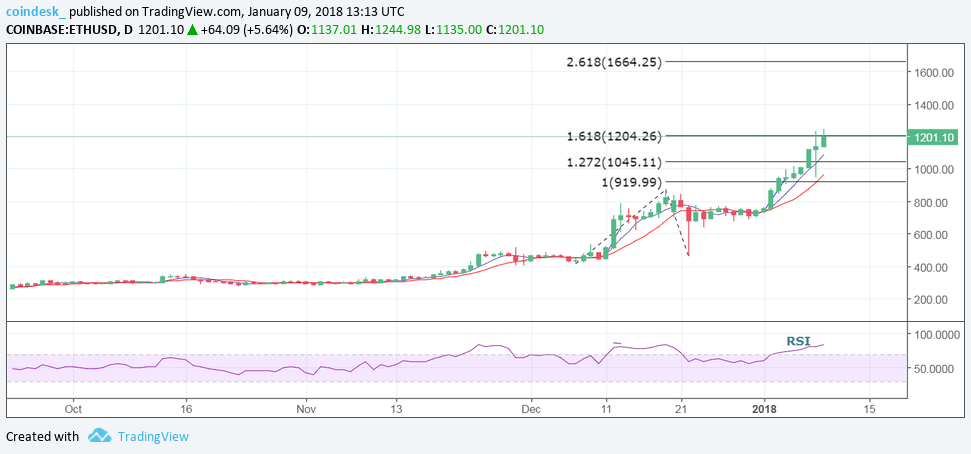 coindesk_ published on TradingView.com, January 09, 2018 13:13 UTC
COINBASE:ETHUSD, D 1201.10 ▲ +64.09 (+5.64%) O:1137.01 H:1244.98 L:1135.00 C:1201.10
2.618(1664.25)
1600.00
1400.00
1.618(1204.26)
1201.10
1.272(1045.11)
1000.00
1(919.99)
800.00
600.00
400.00
200.00
RSI
100.0000
50.0000
Oct 16 Nov 13 Dec 11 21 2018 15
Created with TradingView